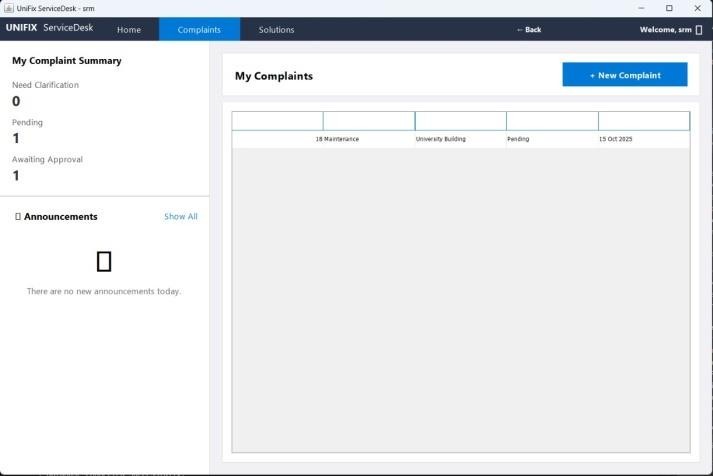 UniFix ServiceDesk - srm
UNIFIX ServiceDesk Home Complaints Solutions ← Back Welcome, srm
My Complaint Summary
Need Clarification
0
Pending
1
Awaiting Approval
1
Announcements Show All
There are no new announcements today.
My Complaints + New Complaint
18 Maintenance University Building Pending 15 Oct 2025